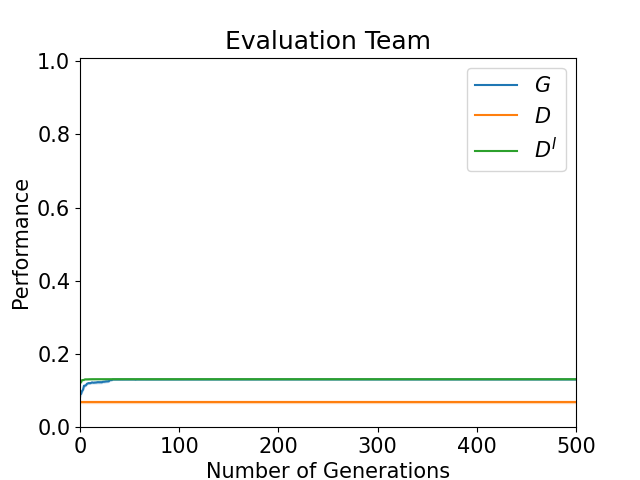 Evaluation Team
1.0
0.8
0.6
0.4
0.2
0.0
Performance
G
D
D^l
0 100 200 300 400 500
Number of Generations